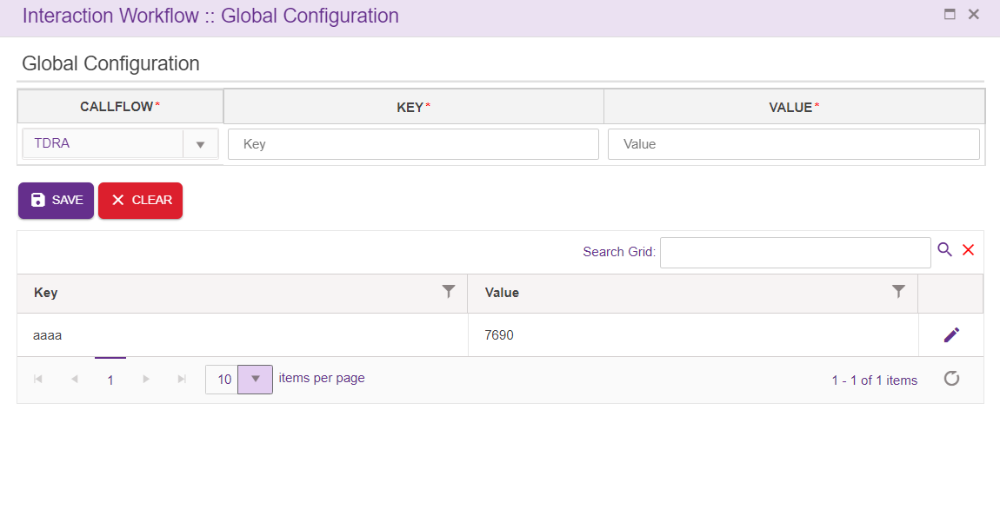 Interaction Workflow :: Global Configuration
Global Configuration
CALLFLOW* KEY* VALUE*
TDRA Key Value
SAVE CLEAR
Search Grid:
Key Value
aaaa 7690
1 10 items per page 1 - 1 of 1 items